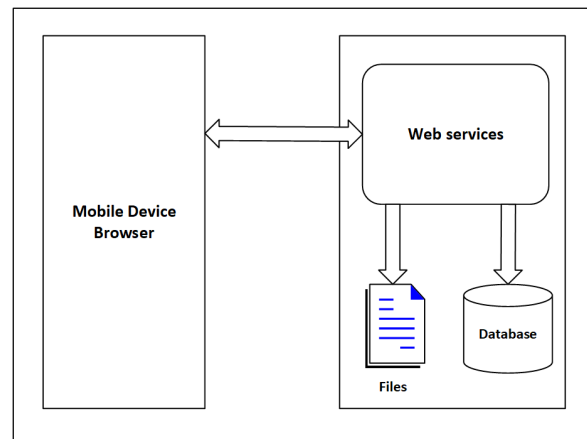 Mobile Device
Browser
Web services
Files
Database